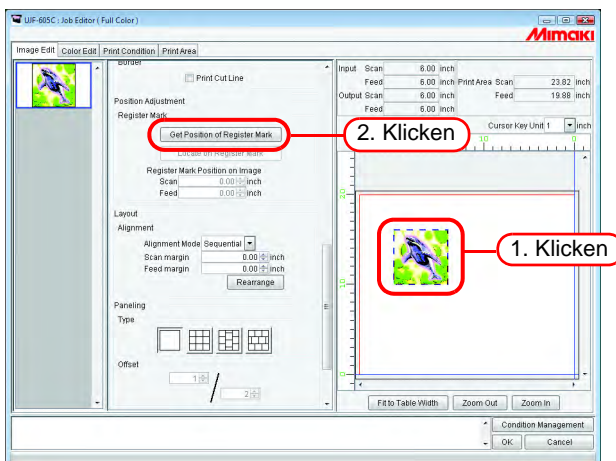 UJF-605C : Job Editor ( Full Color )
Mimaki
Image Edit Color Edit Print Condition Print Area
Border
Print Cut Line
Position Adjustment
Register Mark
Get Position of Register Mark
Locate on Register Mark
Register Mark Position on Image
Scan 0.00 inch
Feed 0.00 inch
Layout
Alignment
Alignment Mode Sequential
Scan margin 0.00 inch
Feed margin 0.00 inch
Rearrange
Paneling
Type
Offset
1 / 2
Input Scan 6.00 inch
Feed 6.00 inch Print Area Scan 23.82 inch
Output Scan 6.00 inch Feed 19.88 inch
Feed 6.00 inch
2. Klicken
Cursor Key Unit 1 inch
10 0
20
1. Klicken
10
0
Fit to Table Width Zoom Out Zoom In
Condition Management
OK Cancel